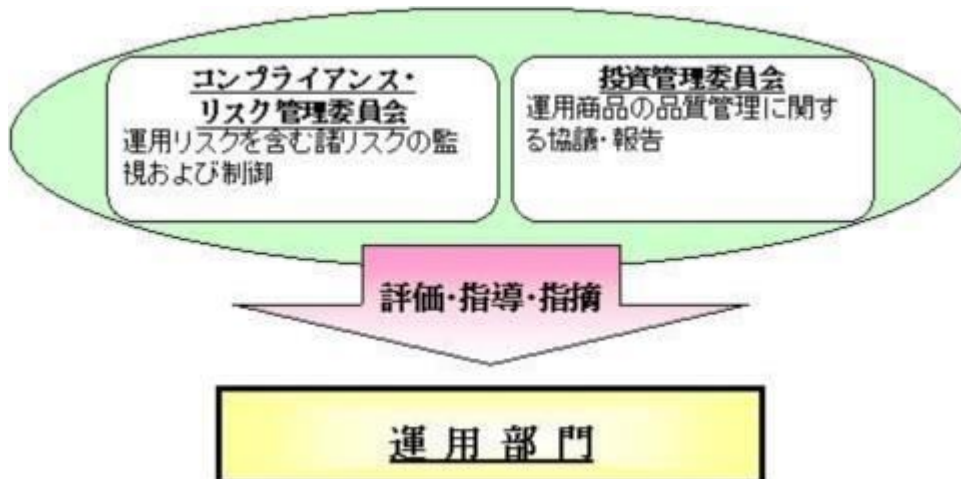 コンプライアンス・
リスク管理委員会
運用リスクを含む諸リスクの監
視および制御
投資管理委員会
運用商品の品質管理に関す
る協議・報告
評価・指導・指摘
運用部門